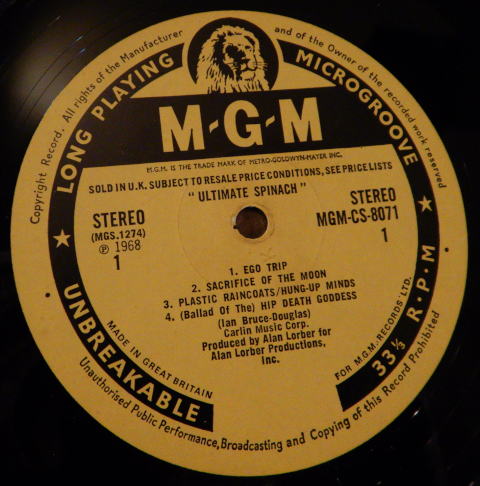 Copyright Record. All rights of the Manufacturer and of the Owner of the recorded work reserved
LONG PLAYING MICROGROOVE
M-G-M
M.G.M. IS THE TRADE MARK OF METRO-GOLDWYN-MAYER INC.
SOLD IN U.K. SUBJECT TO RESALE PRICE CONDITIONS, SEE PRICE LISTS
"ULTIMATE SPINACH"
STEREO
(MGS.1274)
℗ 1968
1
STEREO
MGM-CS-8071
1
1. EGO TRIP
2. SACRIFICE OF THE MOON
3. PLASTIC RAINCOATS/HUNG-UP MINDS
4. (Ballad Of The) HIP DEATH GODDESS
(Ian Bruce-Douglas)
Carlin Music Corp.
Produced by Alan Lorber for
Alan Lorber Productions,
Inc.
UNBREAKABLE
33⅓ R.P.M
MADE IN GREAT BRITAIN
FOR M.G.M. RECORDS LTD.
Unauthorised Public Performance, Broadcasting and Copying of this Record Prohibited